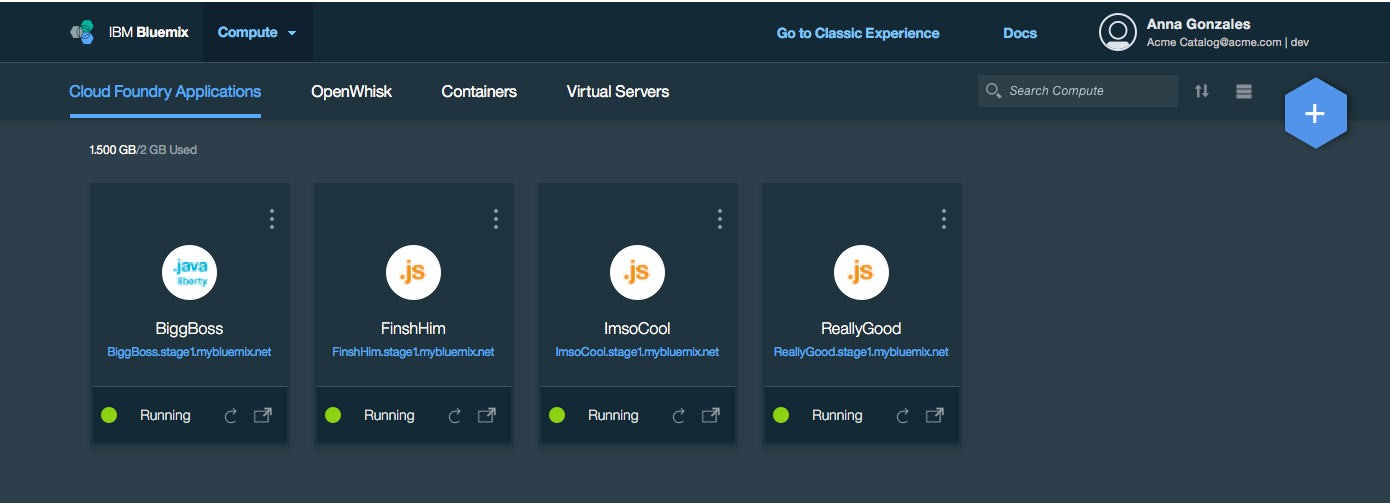 IBM Bluemix
Compute
Go to Classic Experience
Docs
Anna Gonzales
Acme Catalog@acme.com | dev
Cloud Foundry Applications
OpenWhisk
Containers
Virtual Servers
Search Compute
+
1.500 GB/2 GB Used
.java
liberty
BiggBoss
BiggBoss.stage1.mybluemix.net
Running
.js
FinshHim
FinshHim.stage1.mybluemix.net
Running
.js
ImsoCool
ImsoCool.stage1.mybluemix.net
Running
.js
ReallyGood
ReallyGood.stage1.mybluemix.net
Running